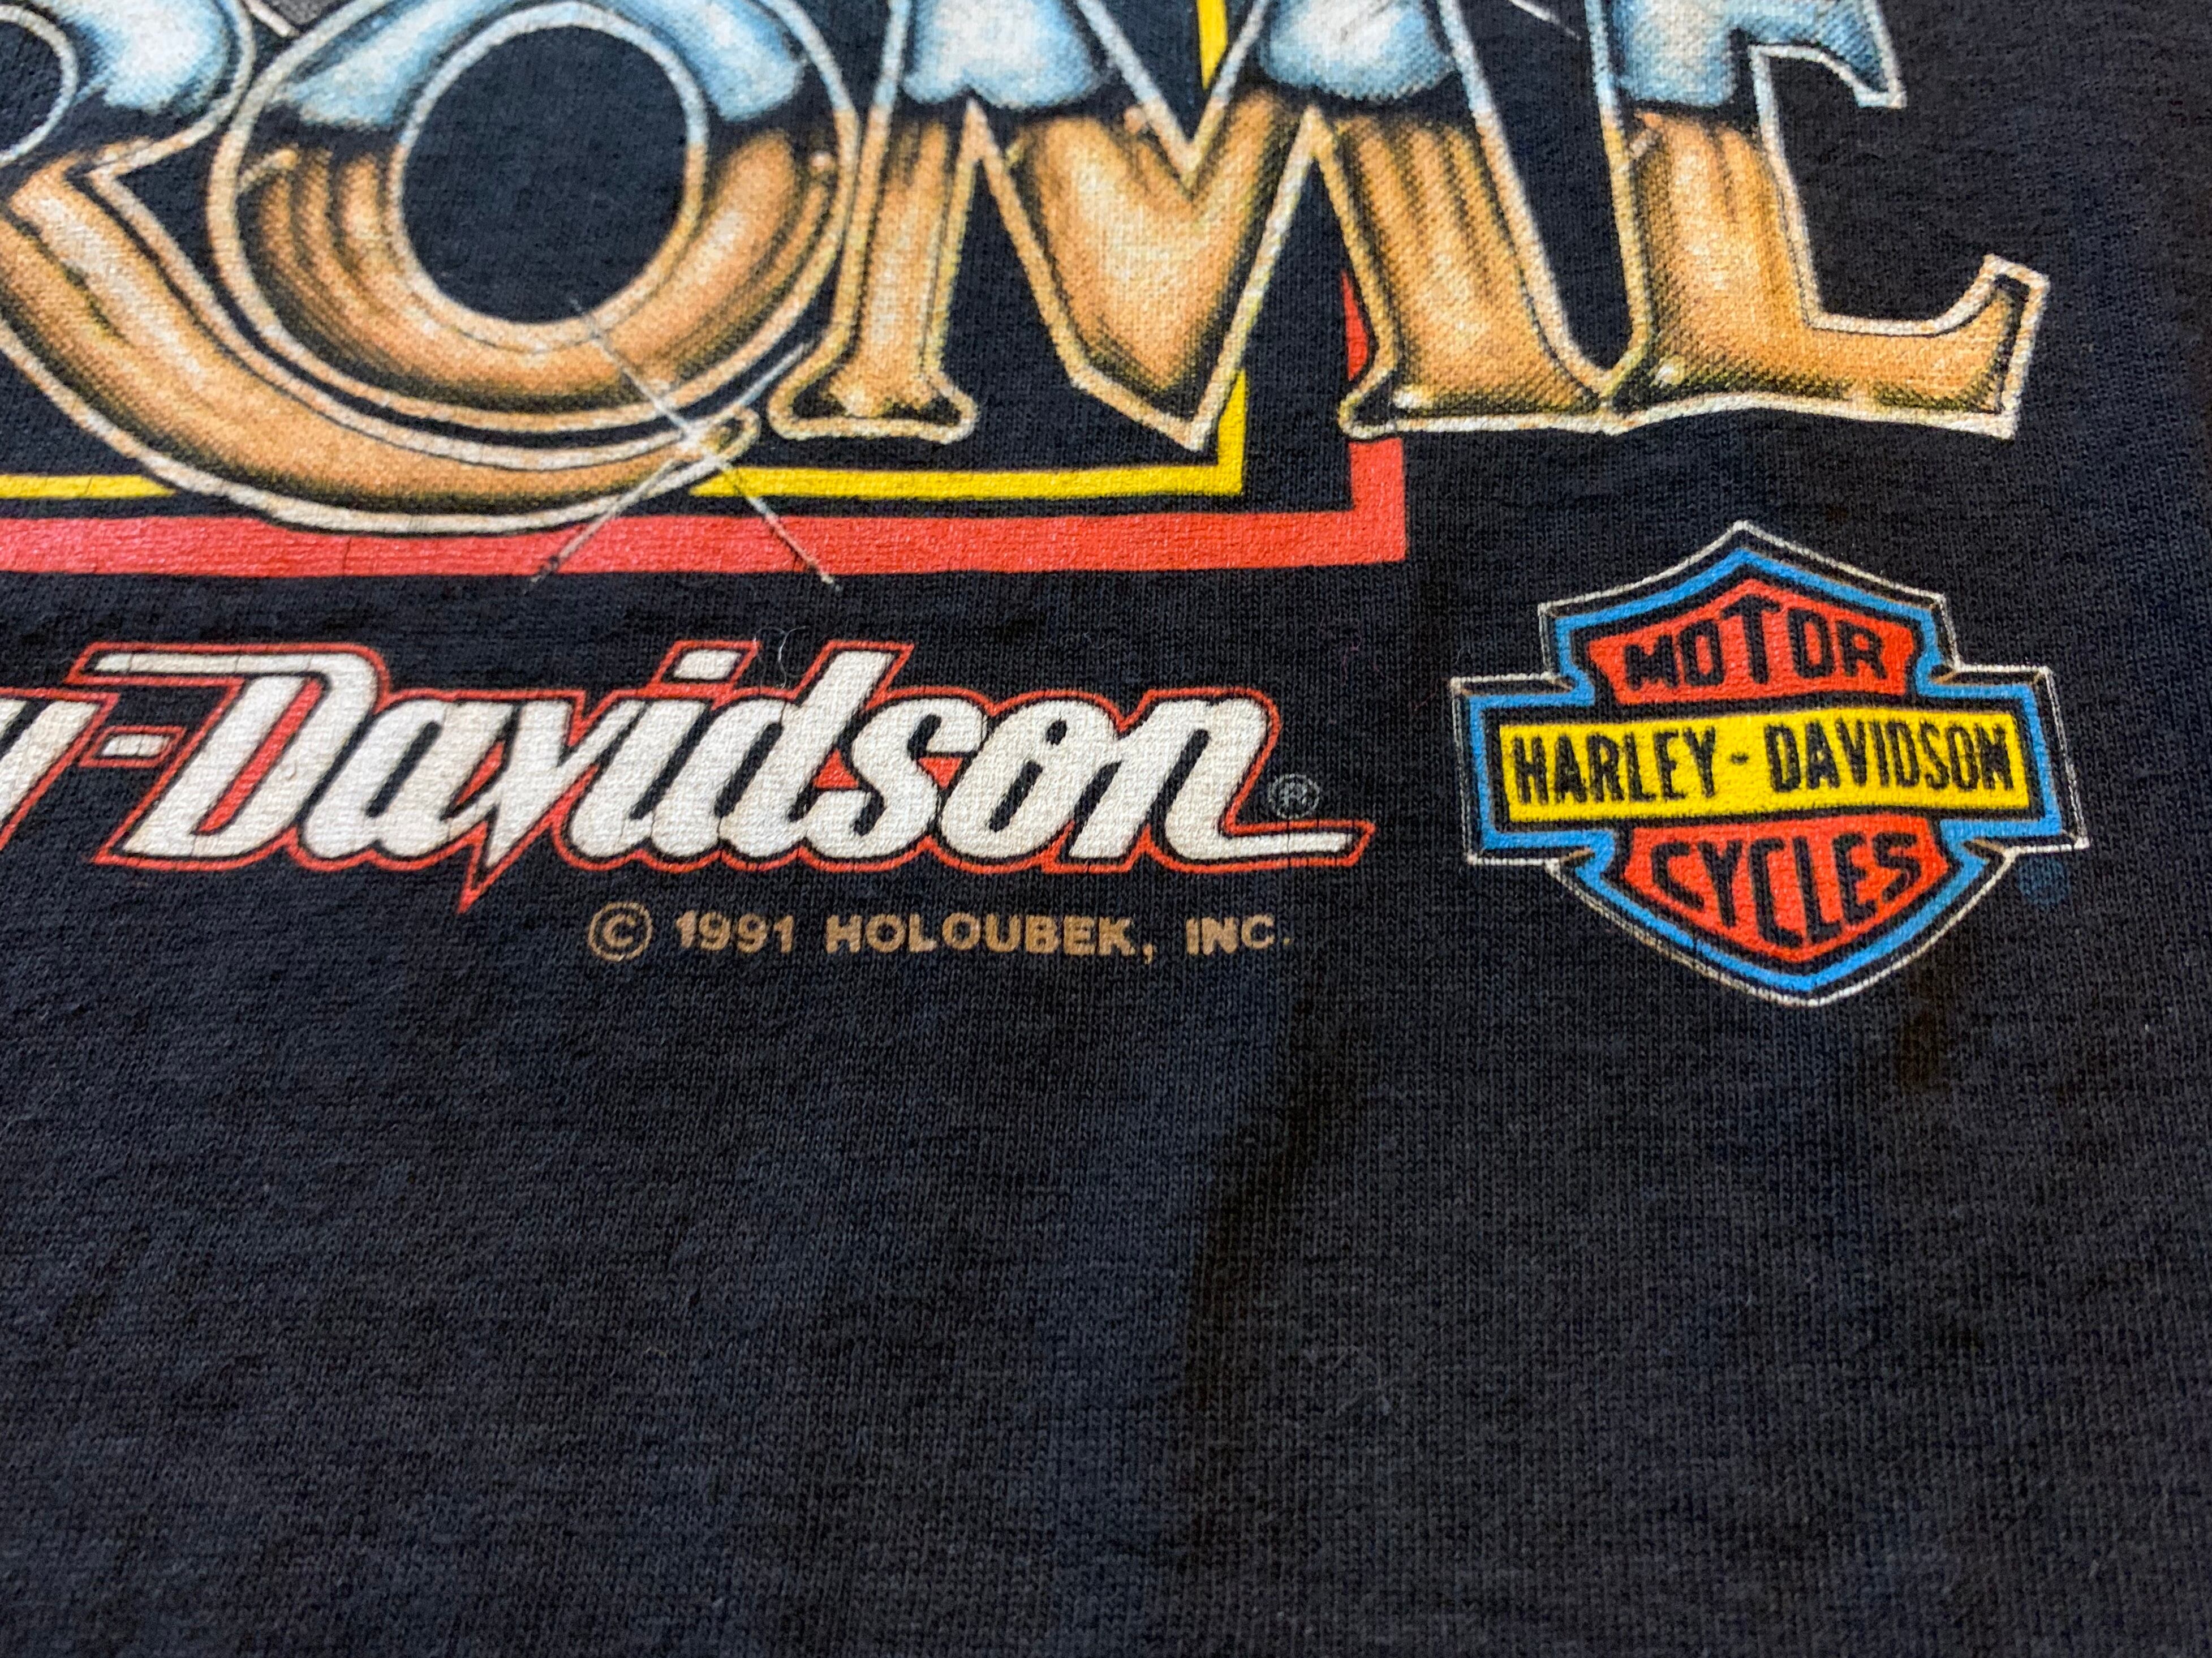 ROME
y-Davidson ®
© 1991 HOLOUBEK, INC.
MOTOR
HARLEY-DAVIDSON
CYCLES